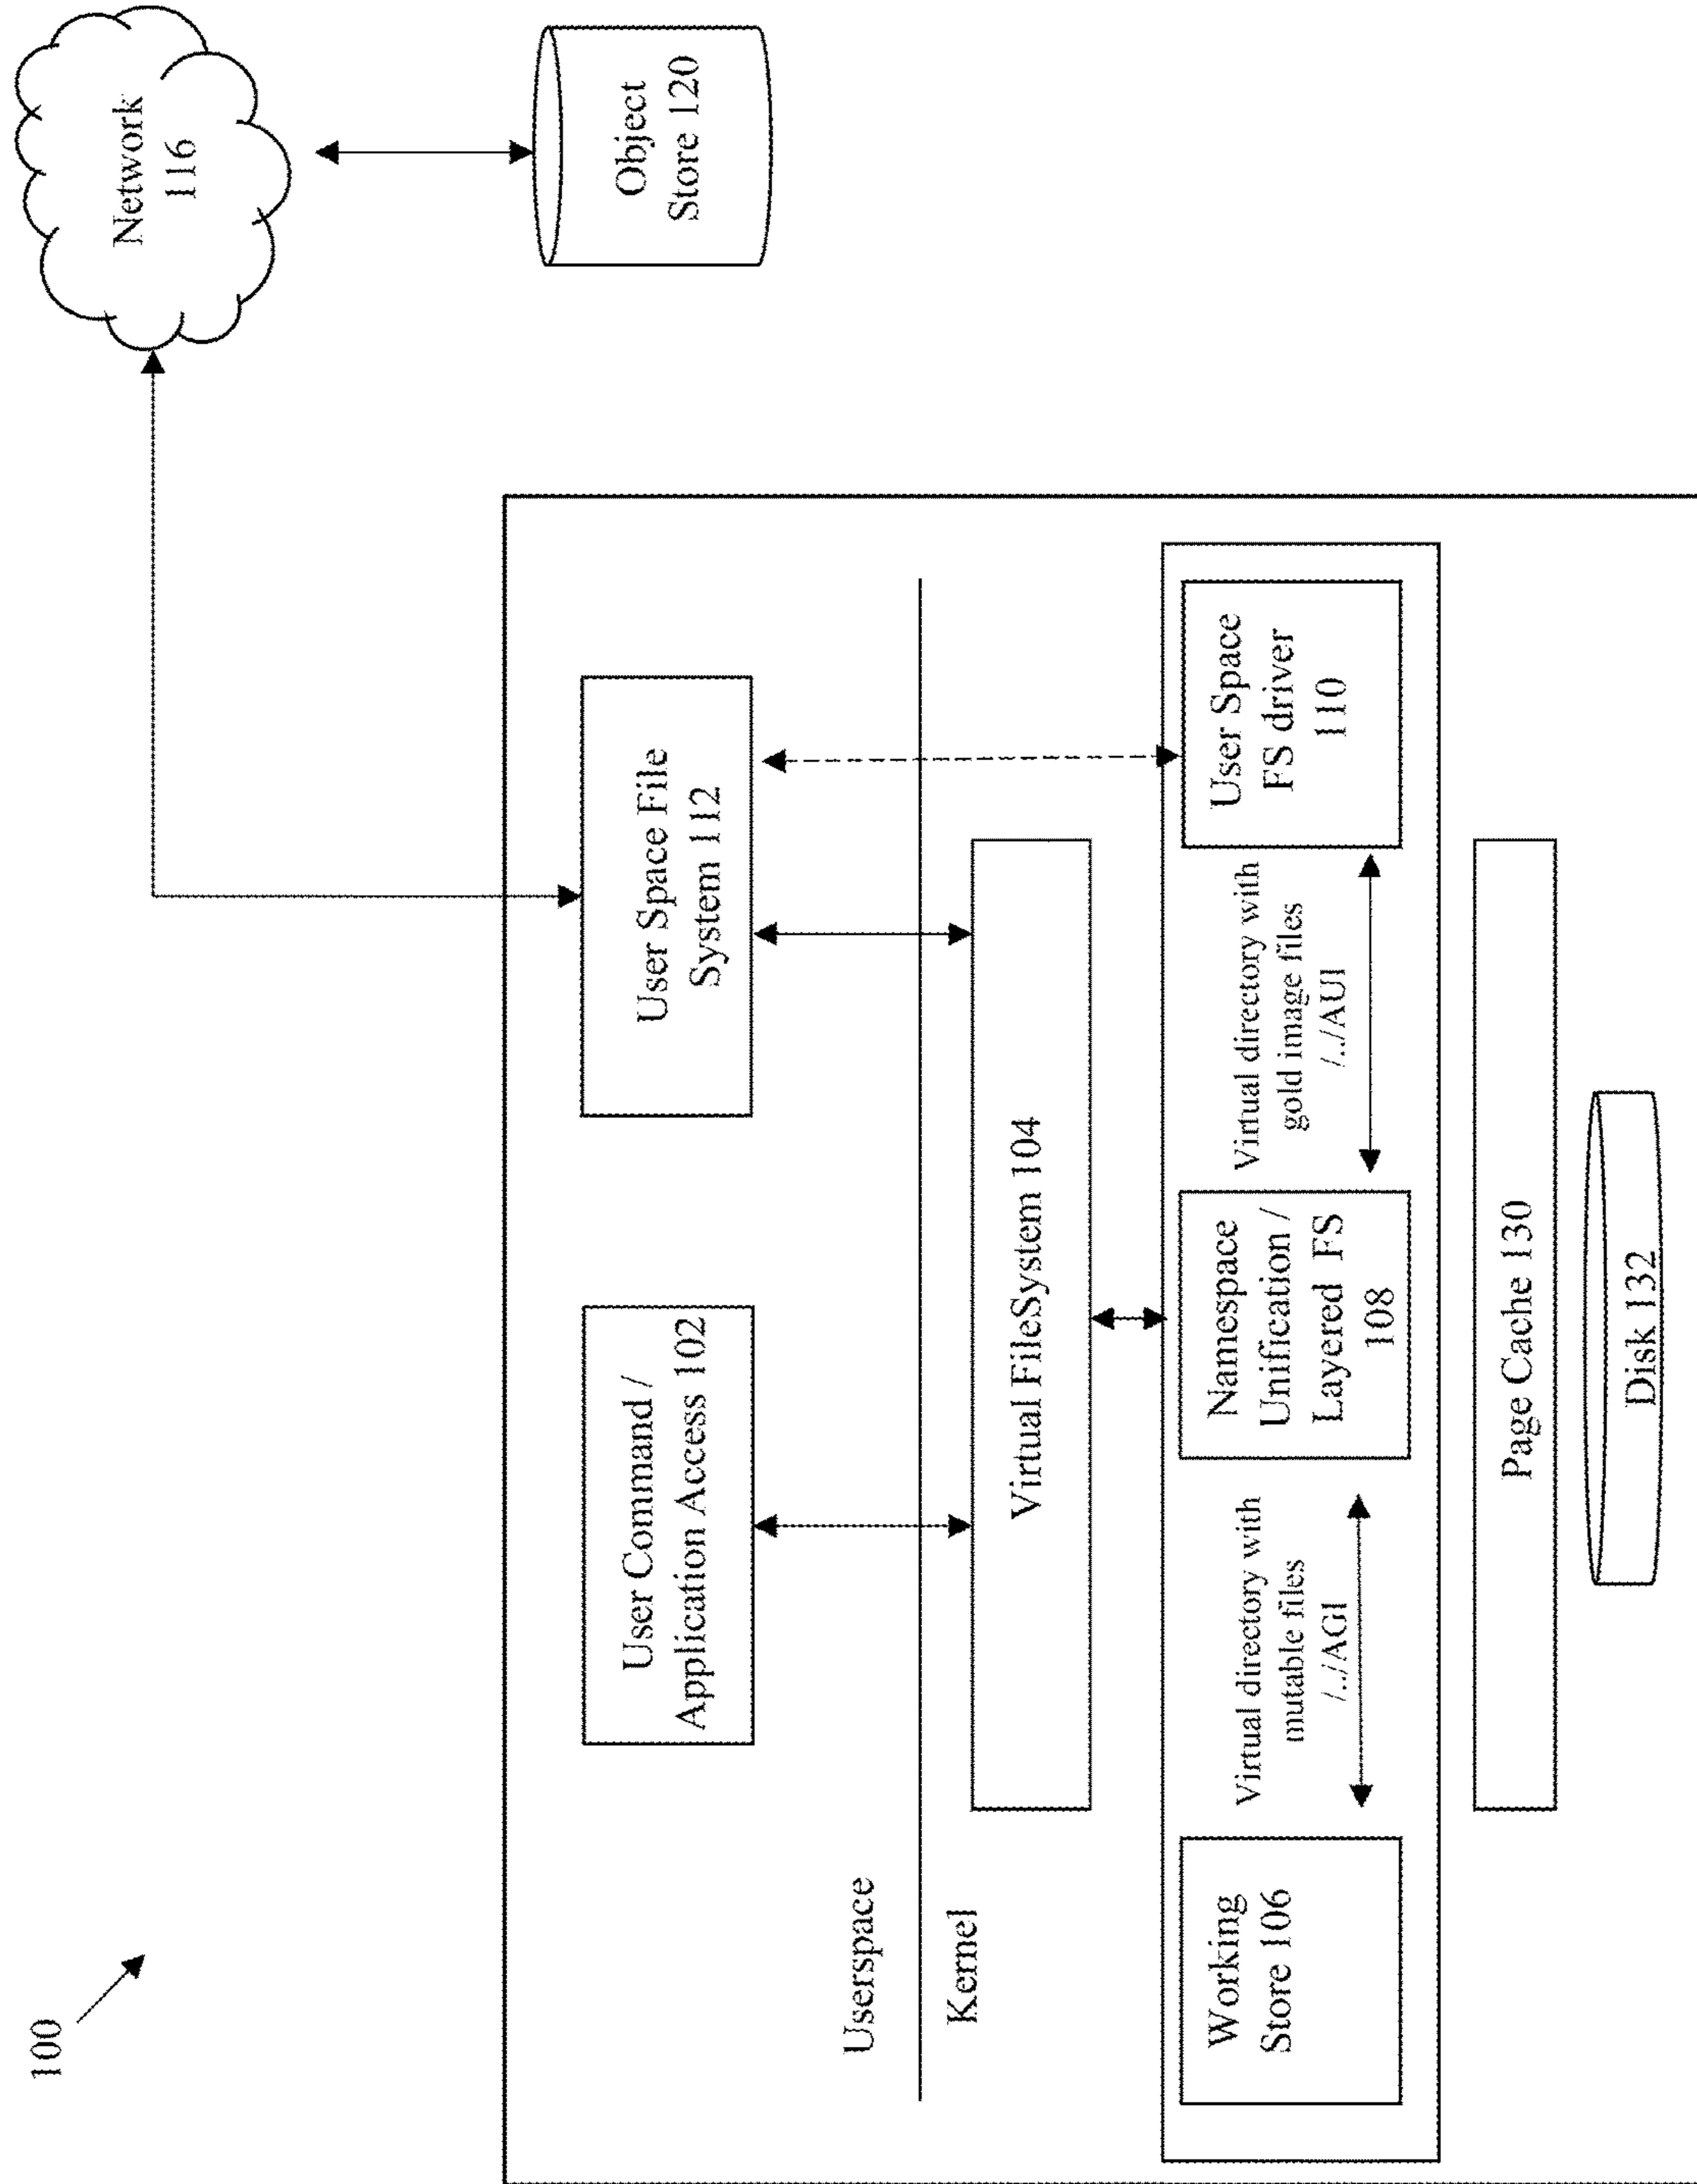 100
Network
116
Object
Store 120
User Command /
Application Access 102
User Space File
System 112
Userspace
Kernel
Virtual FileSystem 104
Working
Store 106
Virtual directory with
mutable files
/../AGI
Namespace
Unification /
Layered FS
108
Virtual directory with
gold image files
/../AUI
User Space
FS driver
110
Page Cache 130
Disk 132